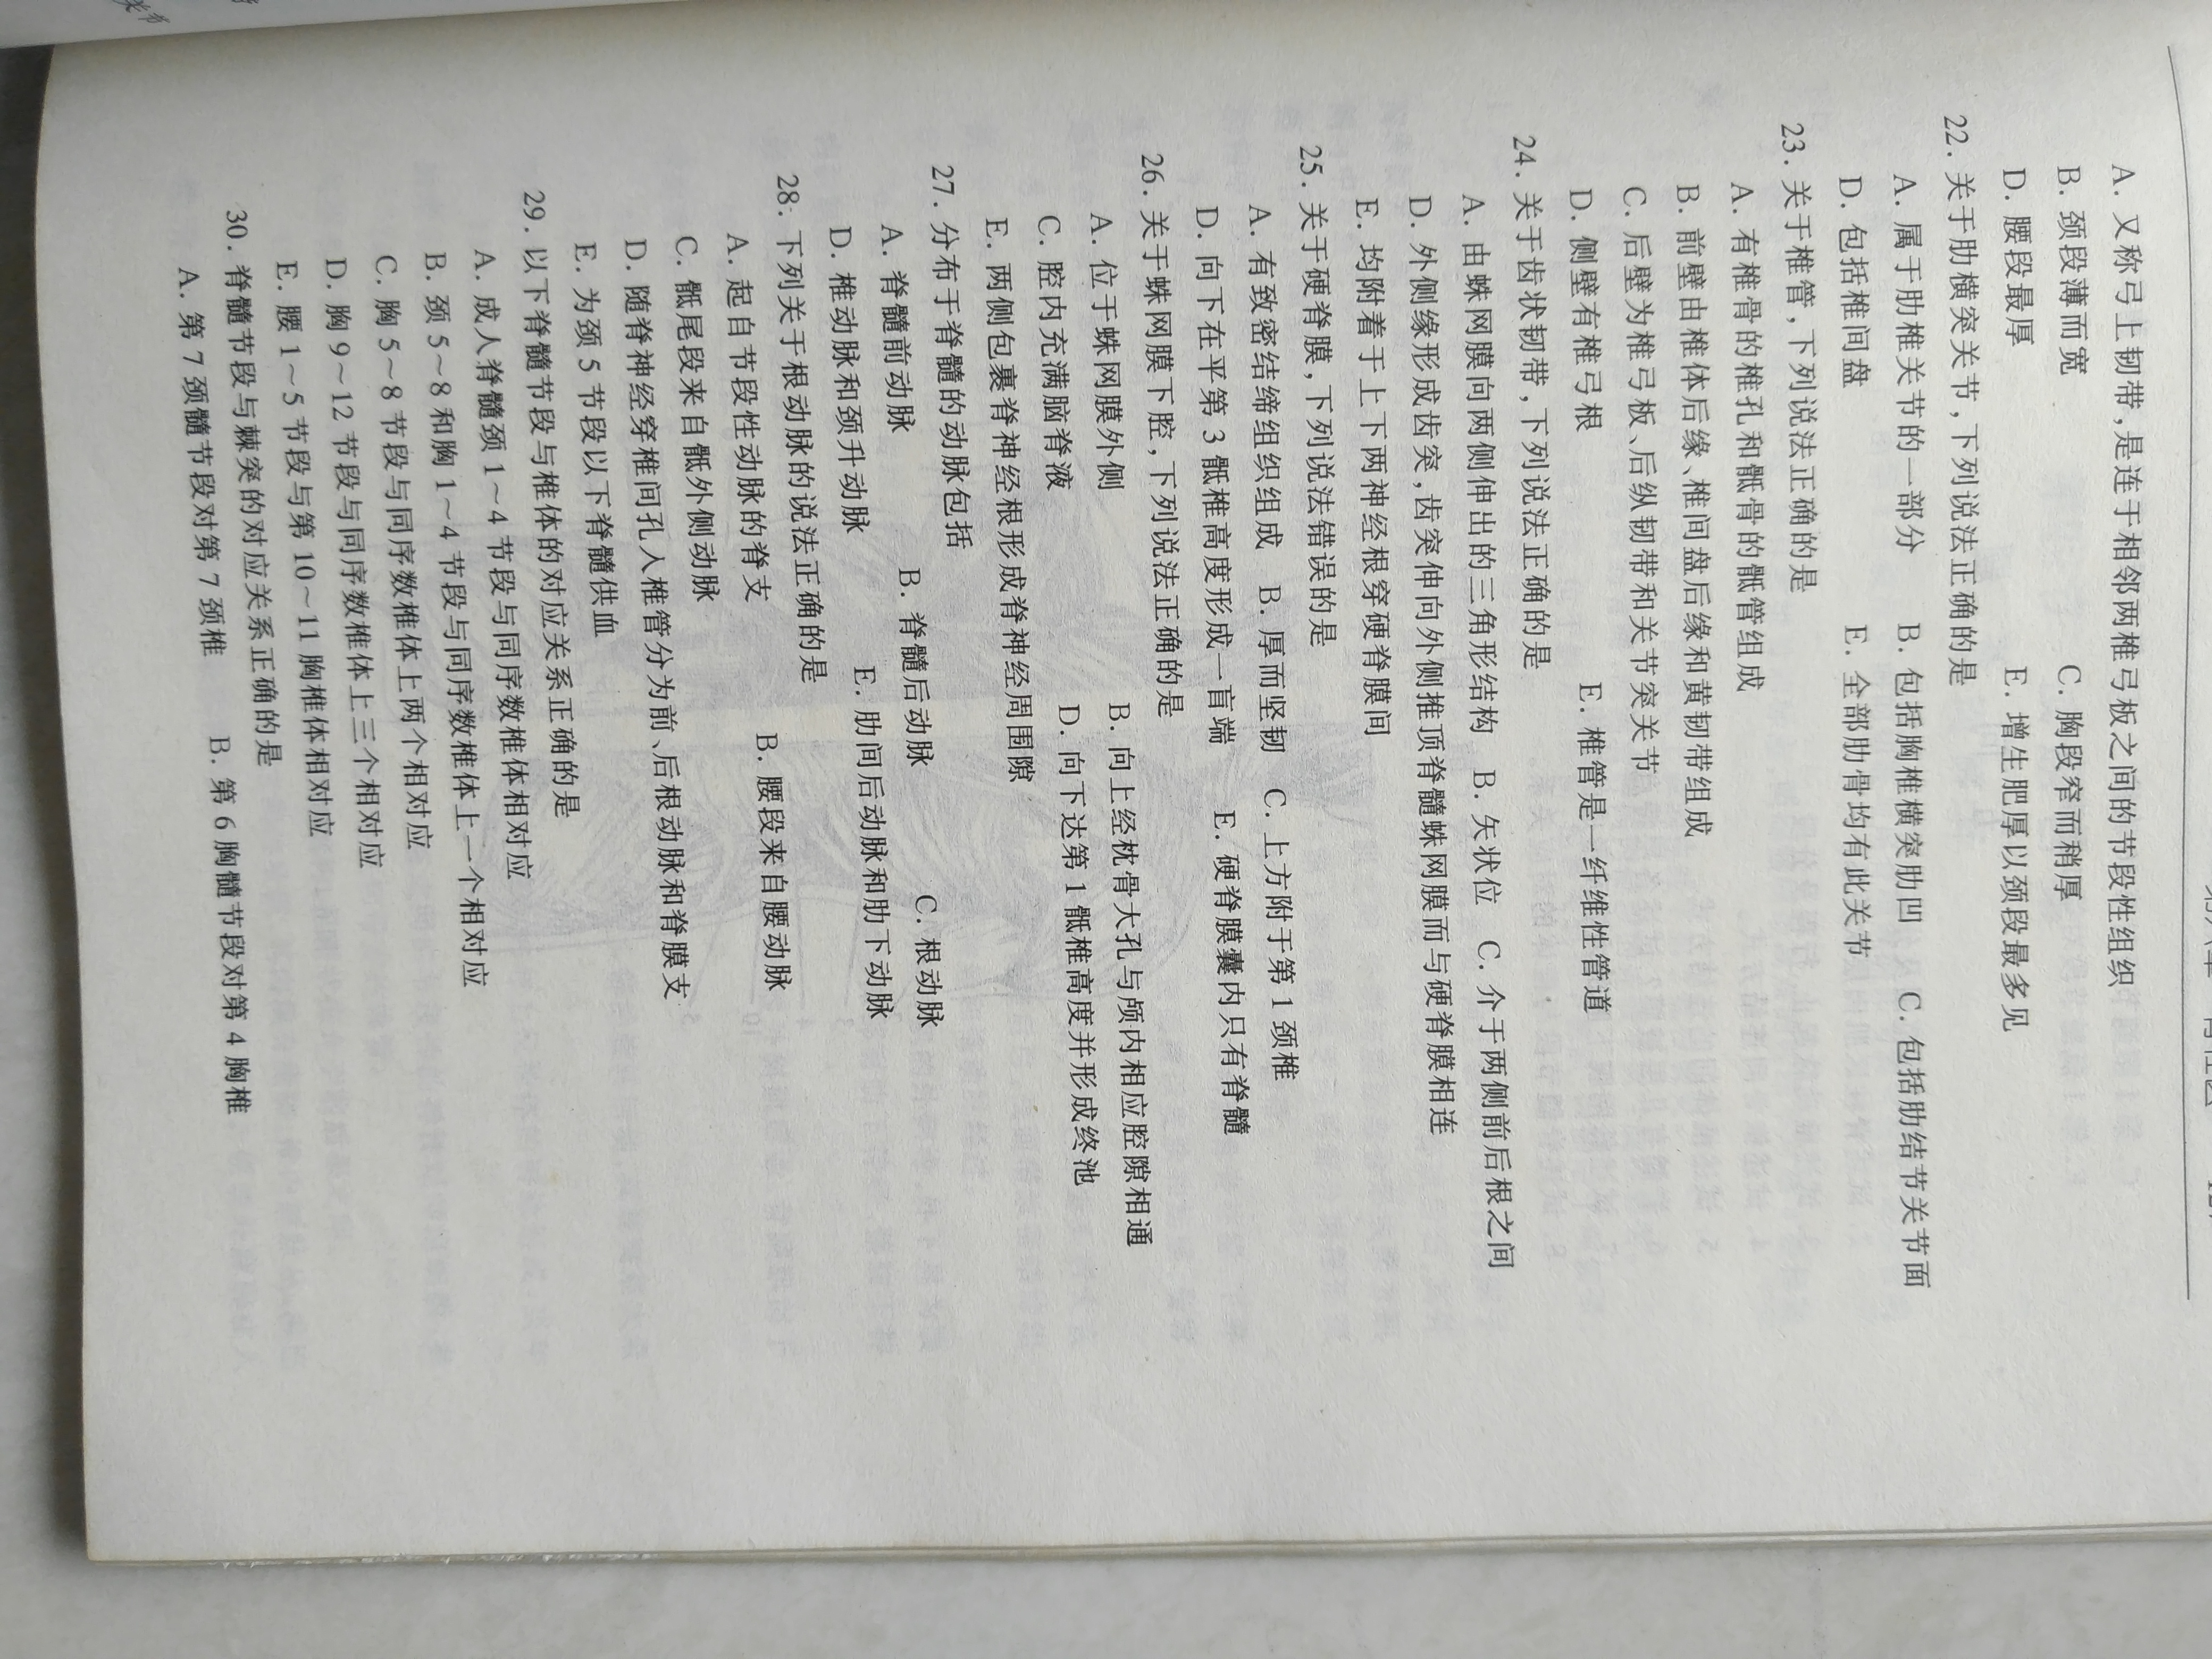 A. 又称弓上韧带,是连于相邻两椎弓板之间的节段性组织
B. 颈段薄而宽 C. 胸段窄而稍厚
D. 腰段最厚 E. 增生肥厚以颈段最多见
22. 关于肋横突关节,下列说法正确的是
A. 属于肋椎关节的一部分 B. 包括胸椎横突肋凹 C. 包括肋结节关节面
D. 包括椎间盘 E. 全部肋骨均有此关节
23. 关于椎管,下列说法正确的是
A. 有椎骨的椎孔和骶骨的骶管组成
B. 前壁由椎体后缘、椎间盘后缘和黄韧带组成
C. 后壁为椎弓板、后纵韧带和关节突关节
D. 侧壁有椎弓根 E. 椎管是一纤维性管道
24. 关于齿状韧带,下列说法正确的是
A. 由蛛网膜向两侧伸出的三角形结构 B. 矢状位 C. 介于两侧前后根之间
D. 外侧缘形成齿突,齿突伸向外侧推顶脊髓蛛网膜而与硬脊膜相连
E. 均附着于上下两神经根穿硬脊膜间
25. 关于硬脊膜,下列说法错误的是
A. 有致密结缔组织组成 B. 厚而坚韧 C. 上方附于第 1 颈椎
D. 向下在平第 3 骶椎高度形成一盲端 E. 硬脊膜囊内只有脊髓
26. 关于蛛网膜下腔,下列说法正确的是
A. 位于蛛网膜外侧 B. 向上经枕骨大孔与颅内相应腔隙相通
C. 腔内充满脑脊液 D. 向下达第 1 骶椎高度并形成终池
E. 两侧包裹脊神经根形成脊神经周围隙
27. 分布于脊髓的动脉包括
A. 脊髓前动脉 B. 脊髓后动脉 C. 根动脉
D. 椎动脉和颈升动脉 E. 肋间后动脉和肋下动脉
28. 下列关于根动脉的说法正确的是
A. 起自节段性动脉的脊支 B. 腰段来自腰动脉
C. 骶尾段来自骶外侧动脉
D. 随脊神经穿椎间孔入椎管分为前、后根动脉和脊膜支
E. 为颈 5 节段以下脊髓供血
29. 以下脊髓节段与椎体的对应关系正确的是
A. 成人脊髓颈 1~4 节段与同序数椎体相对应
B. 颈 5~8 和胸 1~4 节段与同序数椎体上一个相对应
C. 胸 5~8 节段与同序数椎体上两个相对应
D. 胸 9~12 节段与同序数椎体上三个相对应
E. 腰 1~5 节段与第 10~11 胸椎体相对应
30. 脊髓节段与棘突的对应关系正确的是
A. 第 7 颈髓节段对第 7 颈椎 B. 第 6 胸髓节段对第 4 胸椎